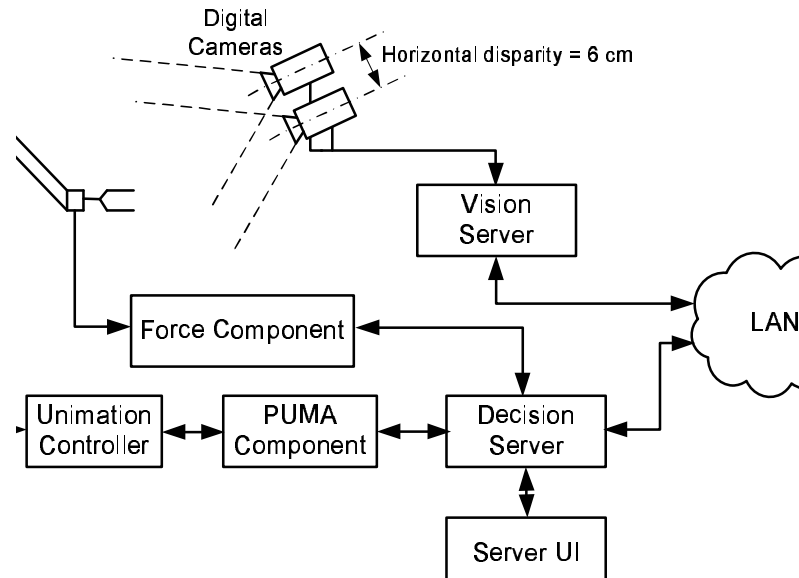 Digital
Cameras
Horizontal disparity = 6 cm
Vision
Server
LAN
Force Component
Unimation
Controller
PUMA
Component
Decision
Server
Server UI